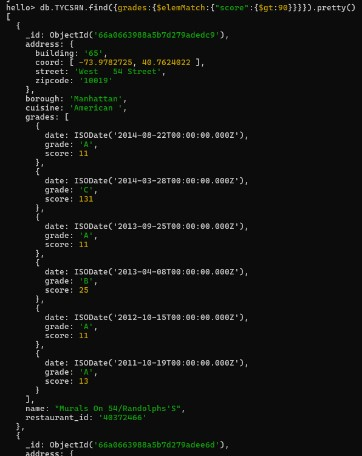 hello> db.TYCSRN.find({grades:{$elemMatch:{"score":{$gt:90}}}}).pretty()
[
  {
    _id: ObjectId('66a0663988a5b7d279adedc9'),
    address: {
      building: '65',
      coord: [ -73.9782725, 40.7624022 ],
      street: 'West   54 Street',
      zipcode: '10019'
    },
    borough: 'Manhattan',
    cuisine: 'American ',
    grades: [
      {
        date: ISODate('2014-08-22T00:00:00.000Z'),
        grade: 'A',
        score: 11
      },
      {
        date: ISODate('2014-03-28T00:00:00.000Z'),
        grade: 'C',
        score: 131
      },
      {
        date: ISODate('2013-09-25T00:00:00.000Z'),
        grade: 'A',
        score: 11
      },
      {
        date: ISODate('2013-04-08T00:00:00.000Z'),
        grade: 'B',
        score: 25
      },
      {
        date: ISODate('2012-10-15T00:00:00.000Z'),
        grade: 'A',
        score: 11
      },
      {
        date: ISODate('2011-10-19T00:00:00.000Z'),
        grade: 'A',
        score: 13
      }
    ],
    name: "Murals On 54/Randolphs'S",
    restaurant_id: '40372466'
  },
  {
    _id: ObjectId('66a0663988a5b7d279adee6d'),
    address: {